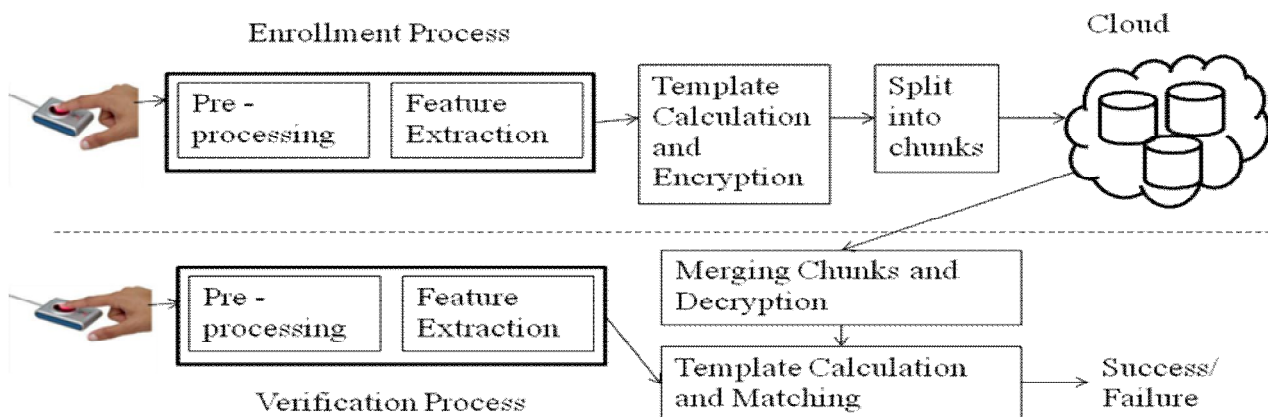 Enrollment Process
Cloud
Pre -
processing
Feature
Extraction
Template
Calculation
and
Encryption
Split
into
chunks
Merging Chunks and
Decryption
Pre -
processing
Feature
Extraction
Template Calculation
and Matching
Success/
Failure
Verification Process